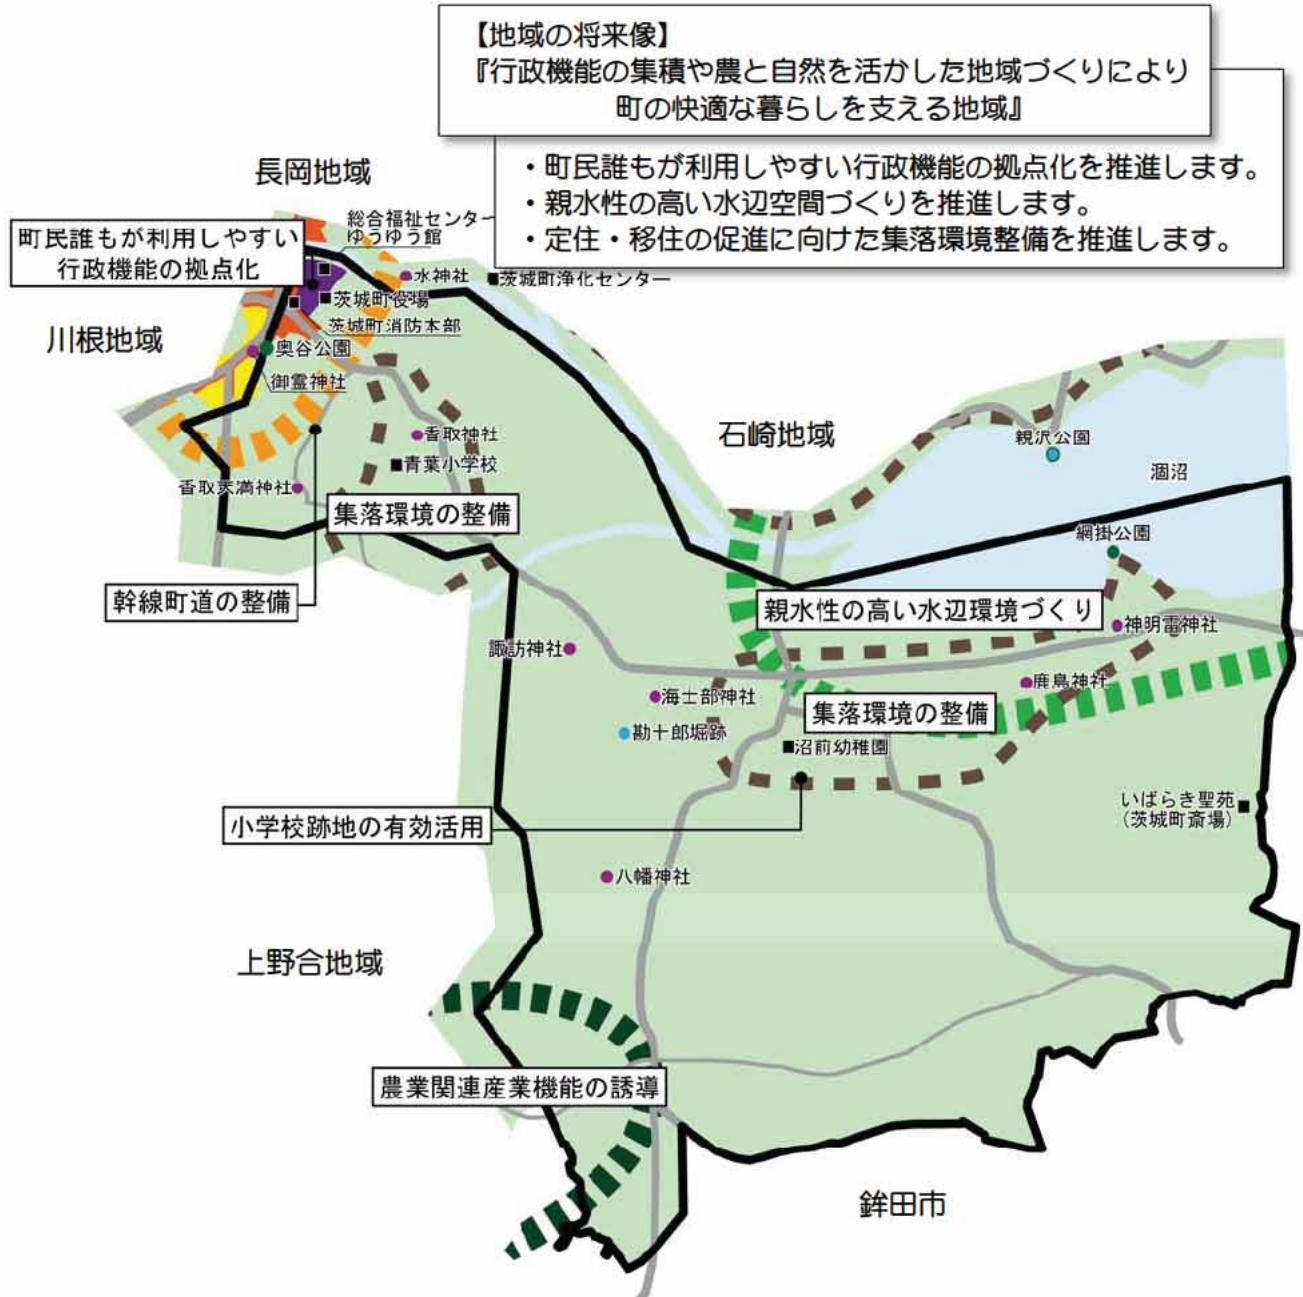 【地域の将来像】
『行政機能の集積や農と自然を活かした地域づくりにより
町の快適な暮らしを支える地域』
・町民誰もが利用しやすい行政機能の拠点化を推進します。
・親水性の高い水辺空間づくりを推進します。
・定住・移住の促進に向けた集落環境整備を推進します。
長岡地域
総合福祉センター
ゆうゆう館
町民誰もが利用しやすい
行政機能の拠点化
水神社
茨城町浄化センター
茨城町役場
茨城町消防本部
川根地域
奥谷公園
御霊神社
石崎地域
親沢公園
涸沼
香取神社
青葉小学校
香取天満神社
集落環境の整備
網掛公園
幹線町道の整備
親水性の高い水辺環境づくり
神明雷神社
諏訪神社
鹿島神社
海士部神社
集落環境の整備
勘十郎堀跡
沼前幼稚園
いばらき聖苑
(茨城町斎場)
小学校跡地の有効活用
八幡神社
上野合地域
農業関連産業機能の誘導
鉾田市